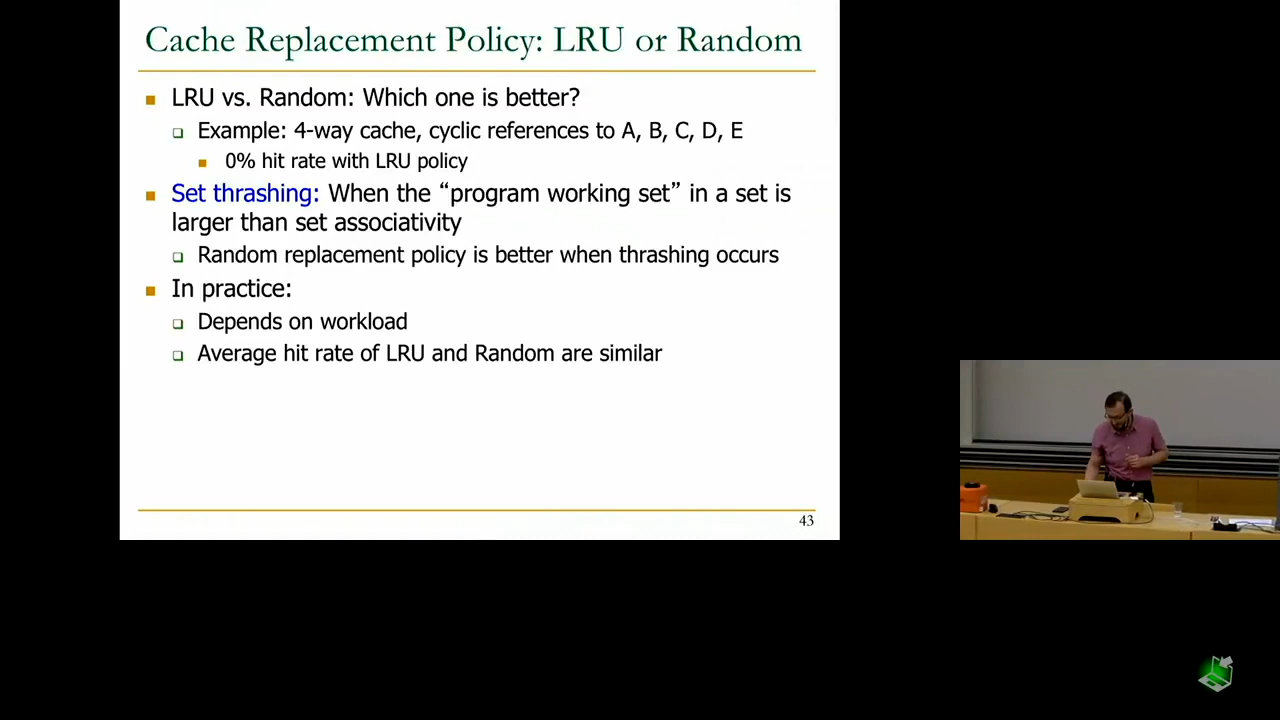 Cache Replacement Policy: LRU or Random
LRU vs. Random: Which one is better?
Example: 4-way cache, cyclic references to A, B, C, D, E
0% hit rate with LRU policy
Set thrashing: When the “program working set” in a set is
larger than set associativity
Random replacement policy is better when thrashing occurs
In practice:
Depends on workload
Average hit rate of LRU and Random are similar
43